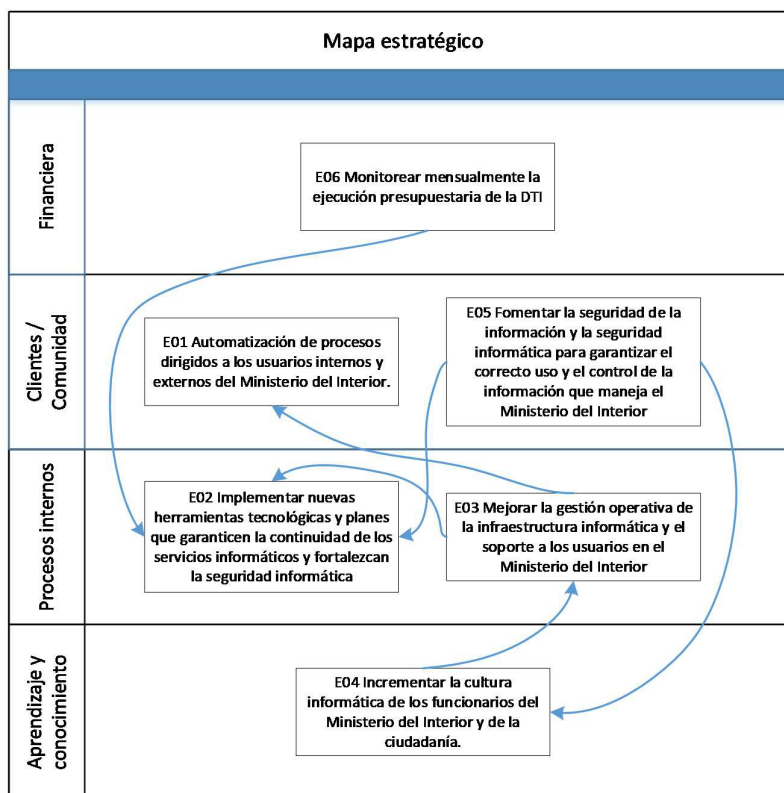 Mapa estratégico
Financiera
E06 Monitorear mensualmente la
ejecución presupuestaria de la DTI
Clientes /
Comunidad
E01 Automatización de procesos
dirigidos a los usuarios internos y
externos del Ministerio del Interior.
E05 Fomentar la seguridad de la
información y la seguridad
informática para garantizar el
correcto uso y el control de la
información que maneja el
Ministerio del Interior
Procesos internos
E02 Implementar nuevas
herramientas tecnológicas y planes
que garanticen la continuidad de los
servicios informáticos y fortalezcan
la seguridad informática
E03 Mejorar la gestión operativa de
la infraestructura informática y el
soporte a los usuarios en el
Ministerio del Interior
Aprendizaje y
conocimiento
E04 Incrementar la cultura
informática de los funcionarios del
Ministerio del Interior y de la
ciudadanía.